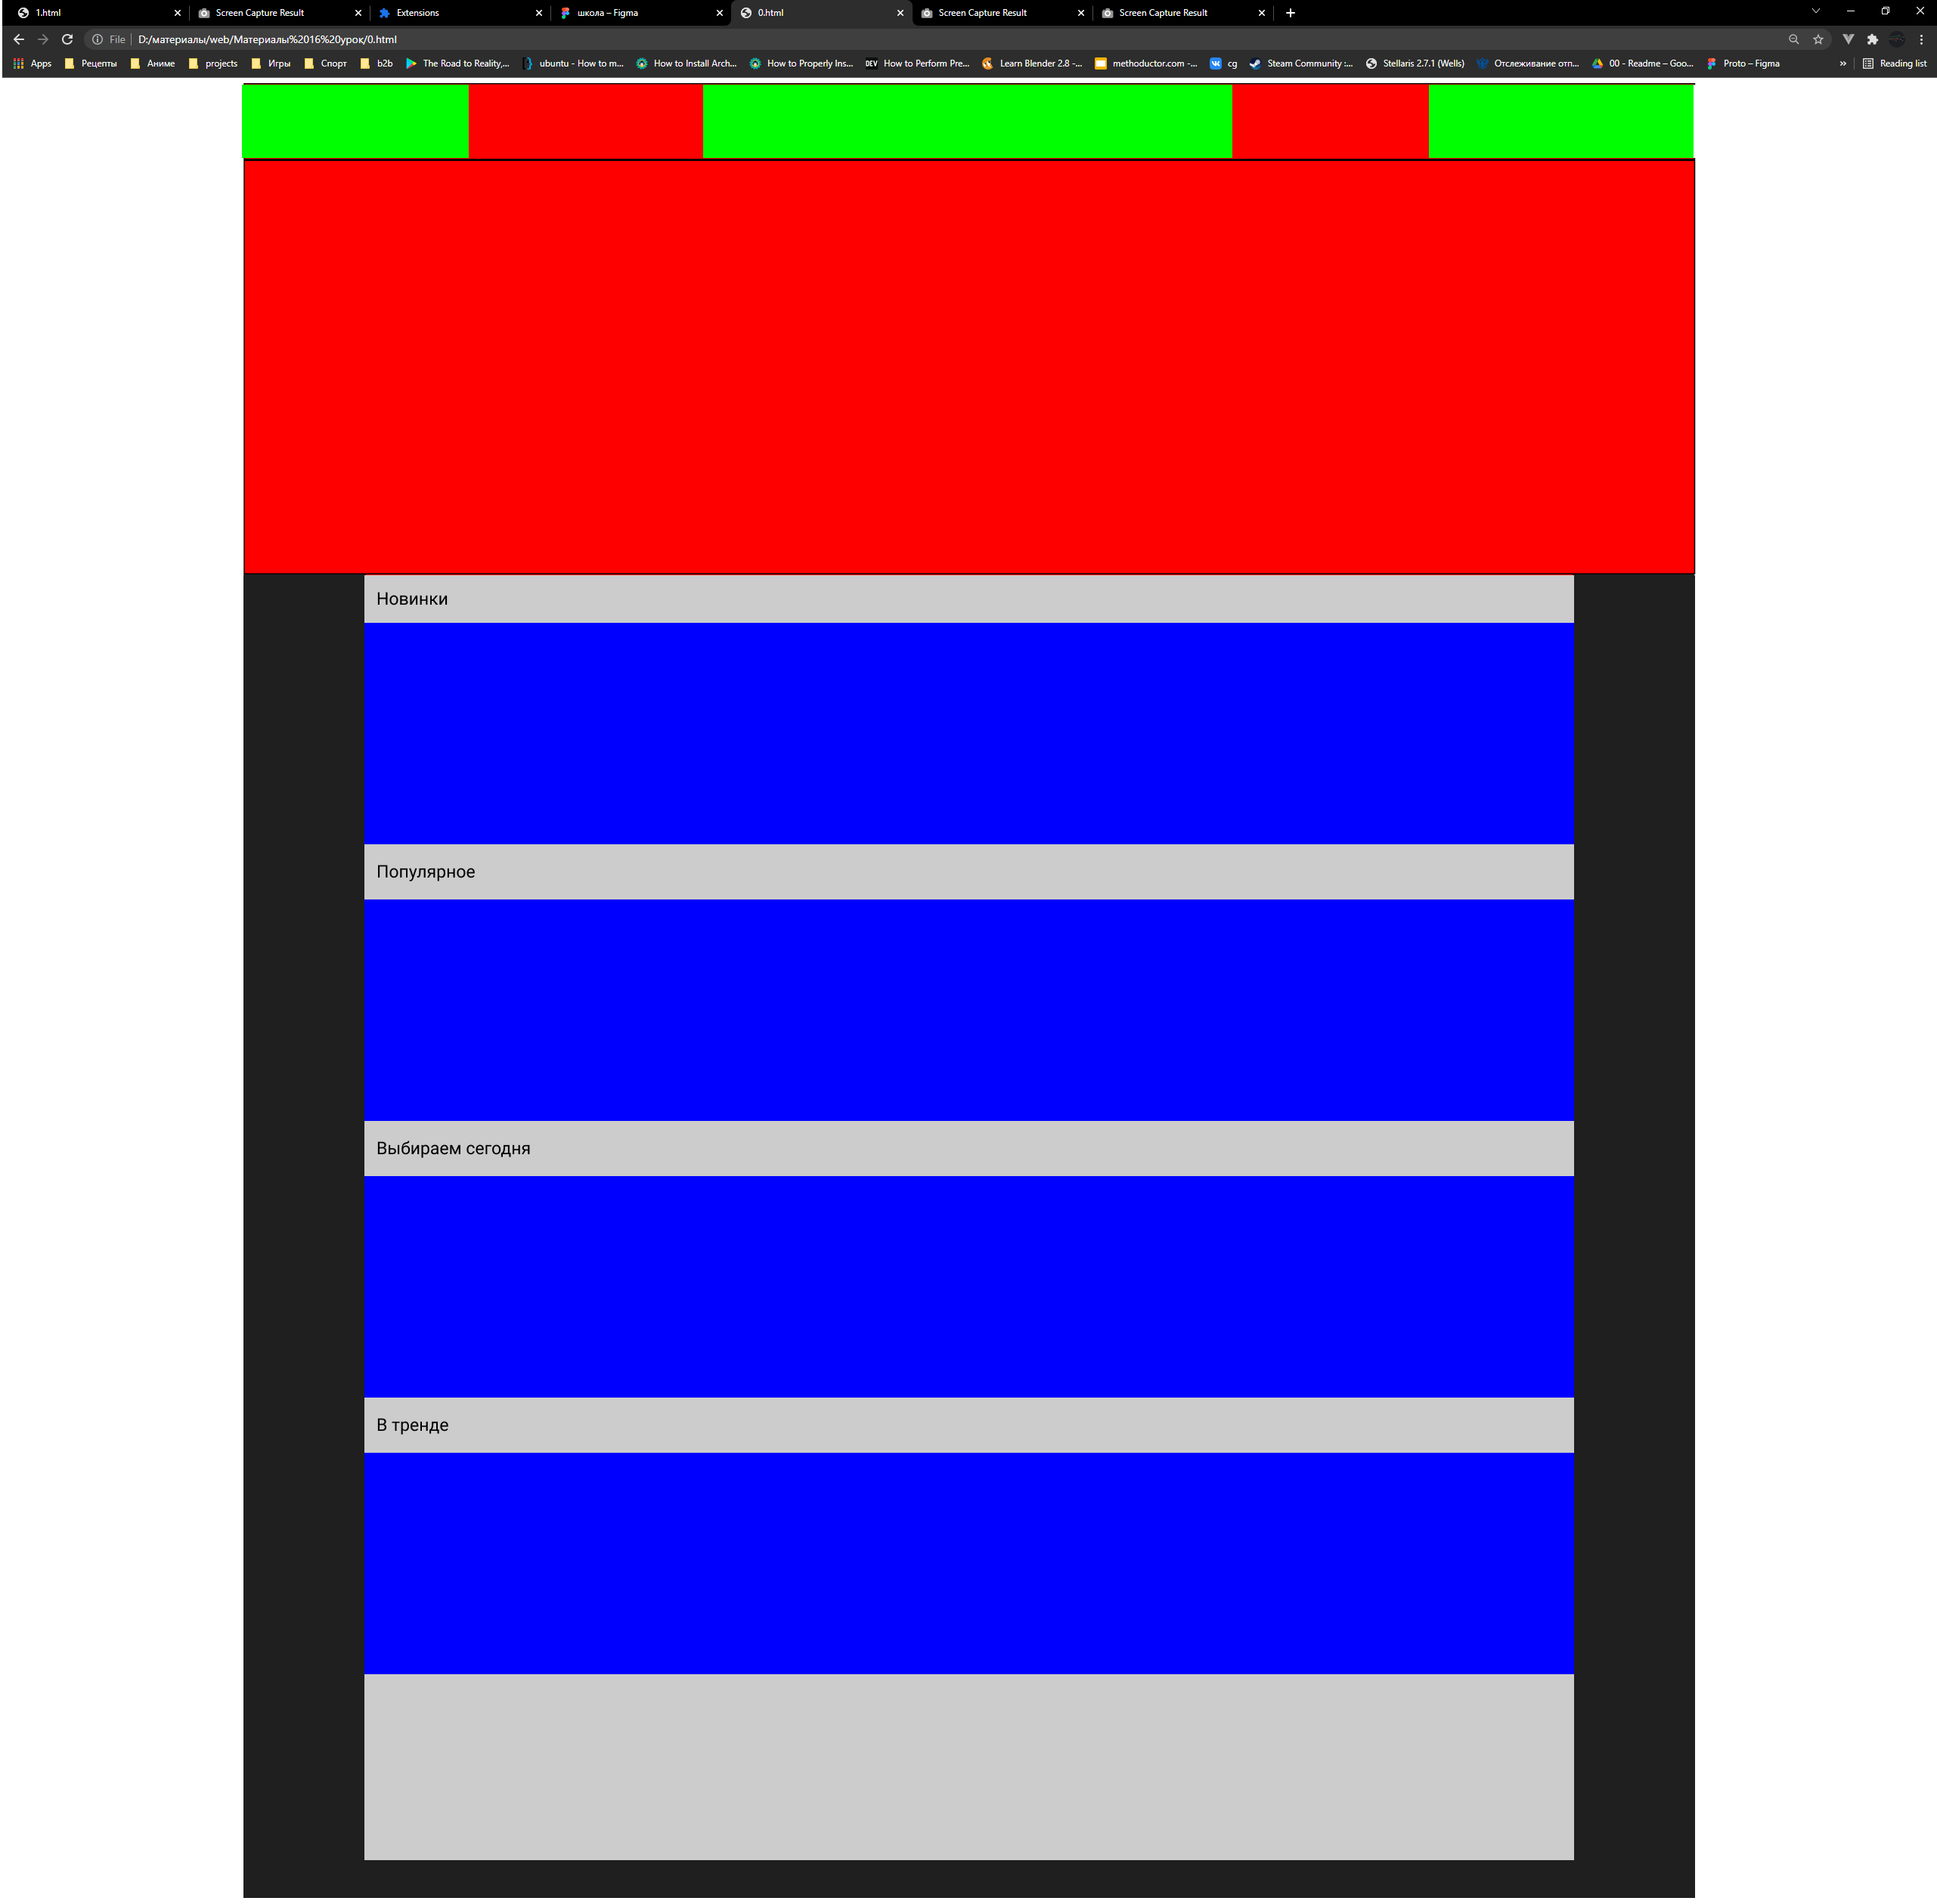 1.html Screen Capture Result Extensions школа – Figma 0.html Screen Capture Result Screen Capture Result
File D:/материалы/web/Материалы%2016%20урок/0.html
Apps Рецепты Аниме projects Игры Спорт b2b The Road to Reality,... ubuntu - How to m... How to Install Arch... How to Properly Ins... DEV How to Perform Pre... Learn Blender 2.8 -... methoductor.com -... cg Steam Community :... Stellaris 2.7.1 (Wells) Отслеживание отп... 00 - Readme – Goo... Proto – Figma » Reading list
Новинки
Популярное
Выбираем сегодня
В тренде